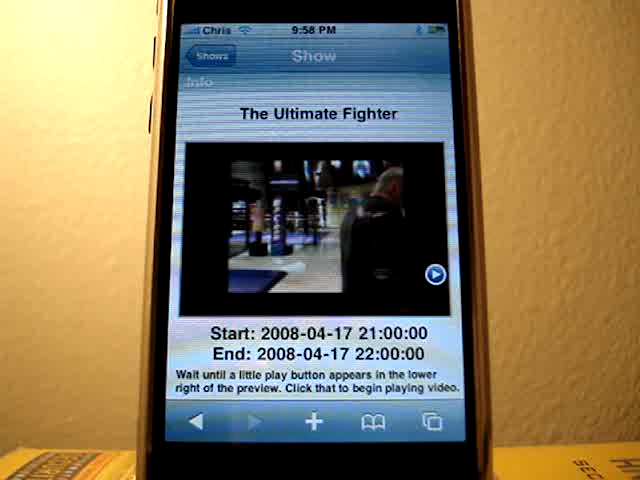 Chris 9:58 PM
Shows Show
Info
The Ultimate Fighter
Start: 2008-04-17 21:00:00
End: 2008-04-17 22:00:00
Wait until a little play button appears in the lower
right of the preview. Click that to begin playing video.